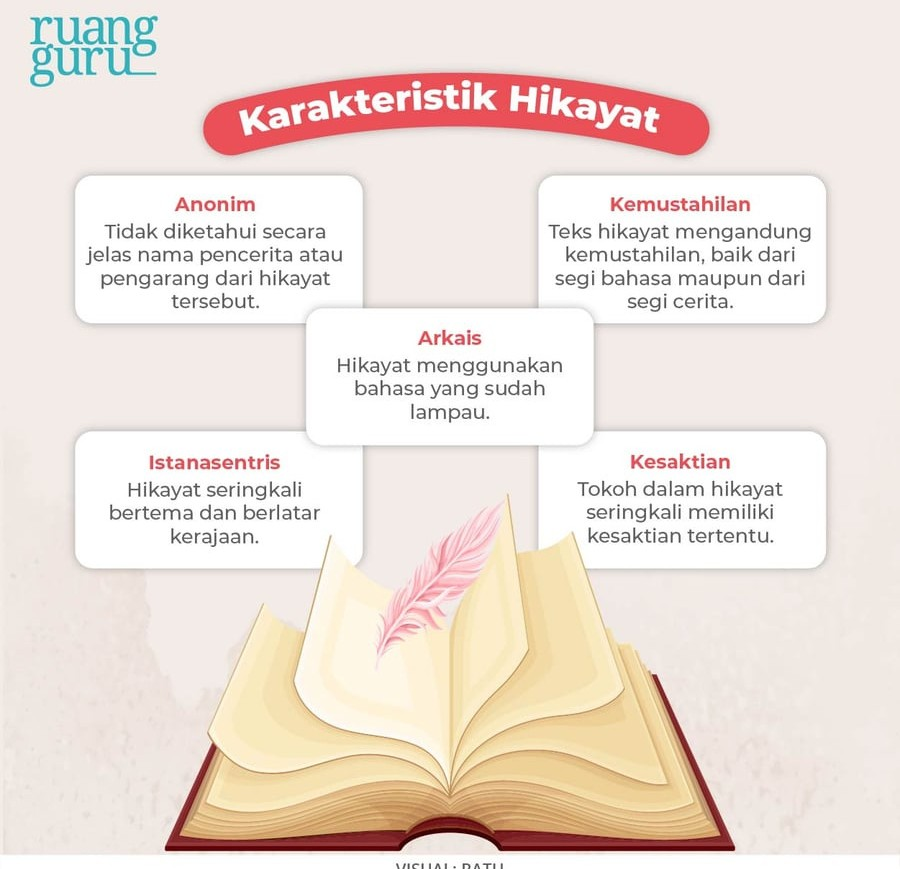 ruang
guru
Karakteristik Hikayat
Anonim
Tidak diketahui secara
jelas nama pencerita atau
pengarang dari hikayat
tersebut.
Kemustahilan
Teks hikayat mengandung
kemustahilan, baik dari
segi bahasa maupun dari
segi cerita.
Arkais
Hikayat menggunakan
bahasa yang sudah
lampau.
Istanasentris
Hikayat seringkali
bertema dan berlatar
kerajaan.
Kesaktian
Tokoh dalam hikayat
seringkali memiliki
kesaktian tertentu.
VISUAL: RATU